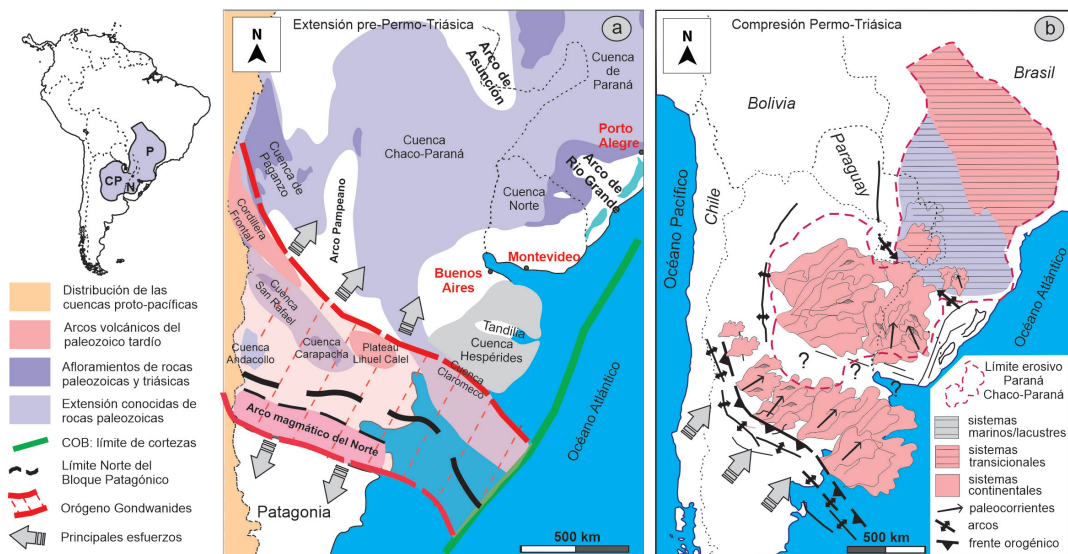 P
CP
N
Distribución de las
cuencas proto-pacíficas
Arcos volcánicos del
paleozoico tardío
Afloramientos de rocas
paleozoicas y triásicas
Extensión conocidas de
rocas paleozoicas
COB: límite de cortezas
Límite Norte del
Bloque Patagónico
Orógeno Gondwanides
Principales esfuerzos
N
Extensión pre-Permo-Triásica
a
Arco de
Asunción
Cuenca
de
Paraná
Cuenca
Chaco-Paraná
Porto
Alegre
Arco de
Rio Grande
Cuenca de
Paganzo
Cuenca
Norte
Cordillera
Frontal
Arco Pampeano
Montevideo
Buenos
Aires
Cuenca
San Rafael
Tandilia
Cuenca
Hespérides
Cuenca
Andacollo
Cuenca
Carapacha
Plateau
Lihuel Calel
Cuenca
Claromecó
Arco magmático del Norte
Océano Atlántico
Patagonia
500 km
N
Compresión Permo-Triásica
b
Brasil
Bolivia
Paraguay
Océano Pacífico
Chile
Océano Atlántico
?
?
?
Límite erosivo
Paraná
Chaco-Paraná
sistemas
marinos/lacustres
sistemas
transicionales
sistemas
continentales
paleocorrientes
arcos
frente orogénico
500 km